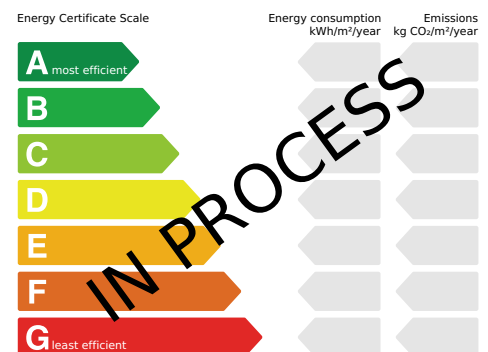 Energy Certificate Scale
Energy consumption
kWh/m²/year
Emissions
kg CO₂/m²/year
A most efficient
B
C
D
E
F
G least efficient
IN PROCESS